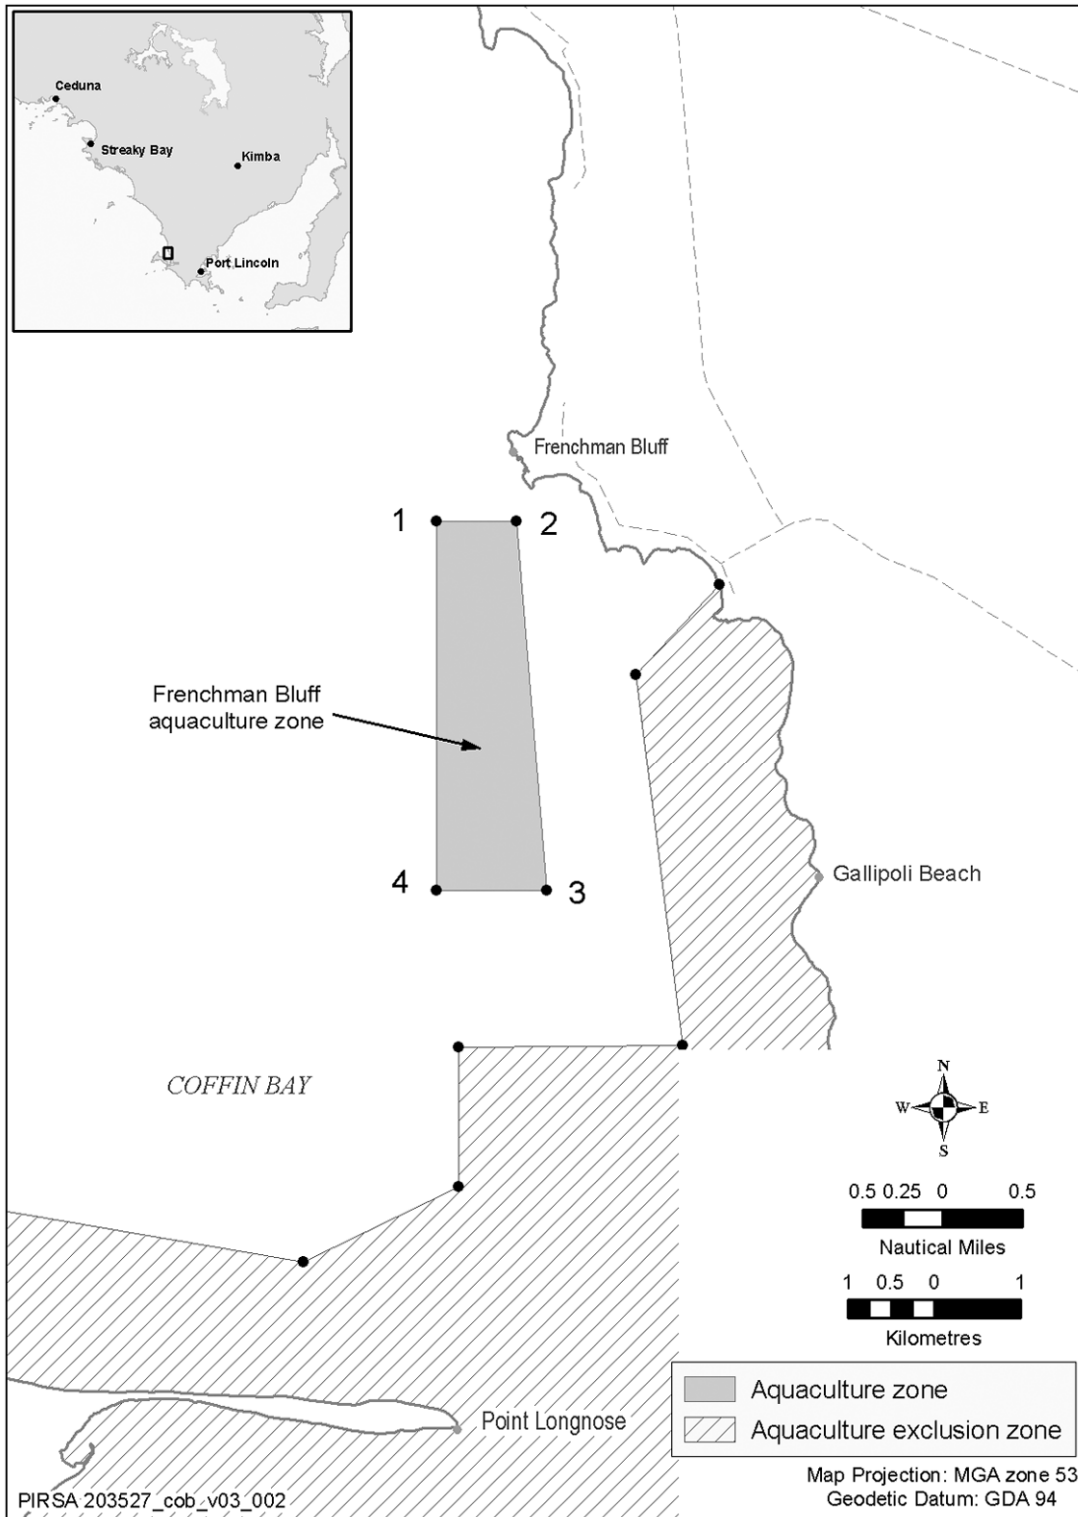 Ceduna
Streaky Bay
Kimba
Port Lincoln
Frenchman Bluff
1
2
Frenchman Bluff
aquaculture zone
4
3
Gallipoli Beach
COFFIN BAY
N
W E
S
0.5 0.25 0 0.5
Nautical Miles
1 0.5 0 1
Kilometres
Aquaculture zone
Aquaculture exclusion zone
Point Longnose
Map Projection: MGA zone 53
Geodetic Datum: GDA 94
PIRSA 203527_cob_v03_002